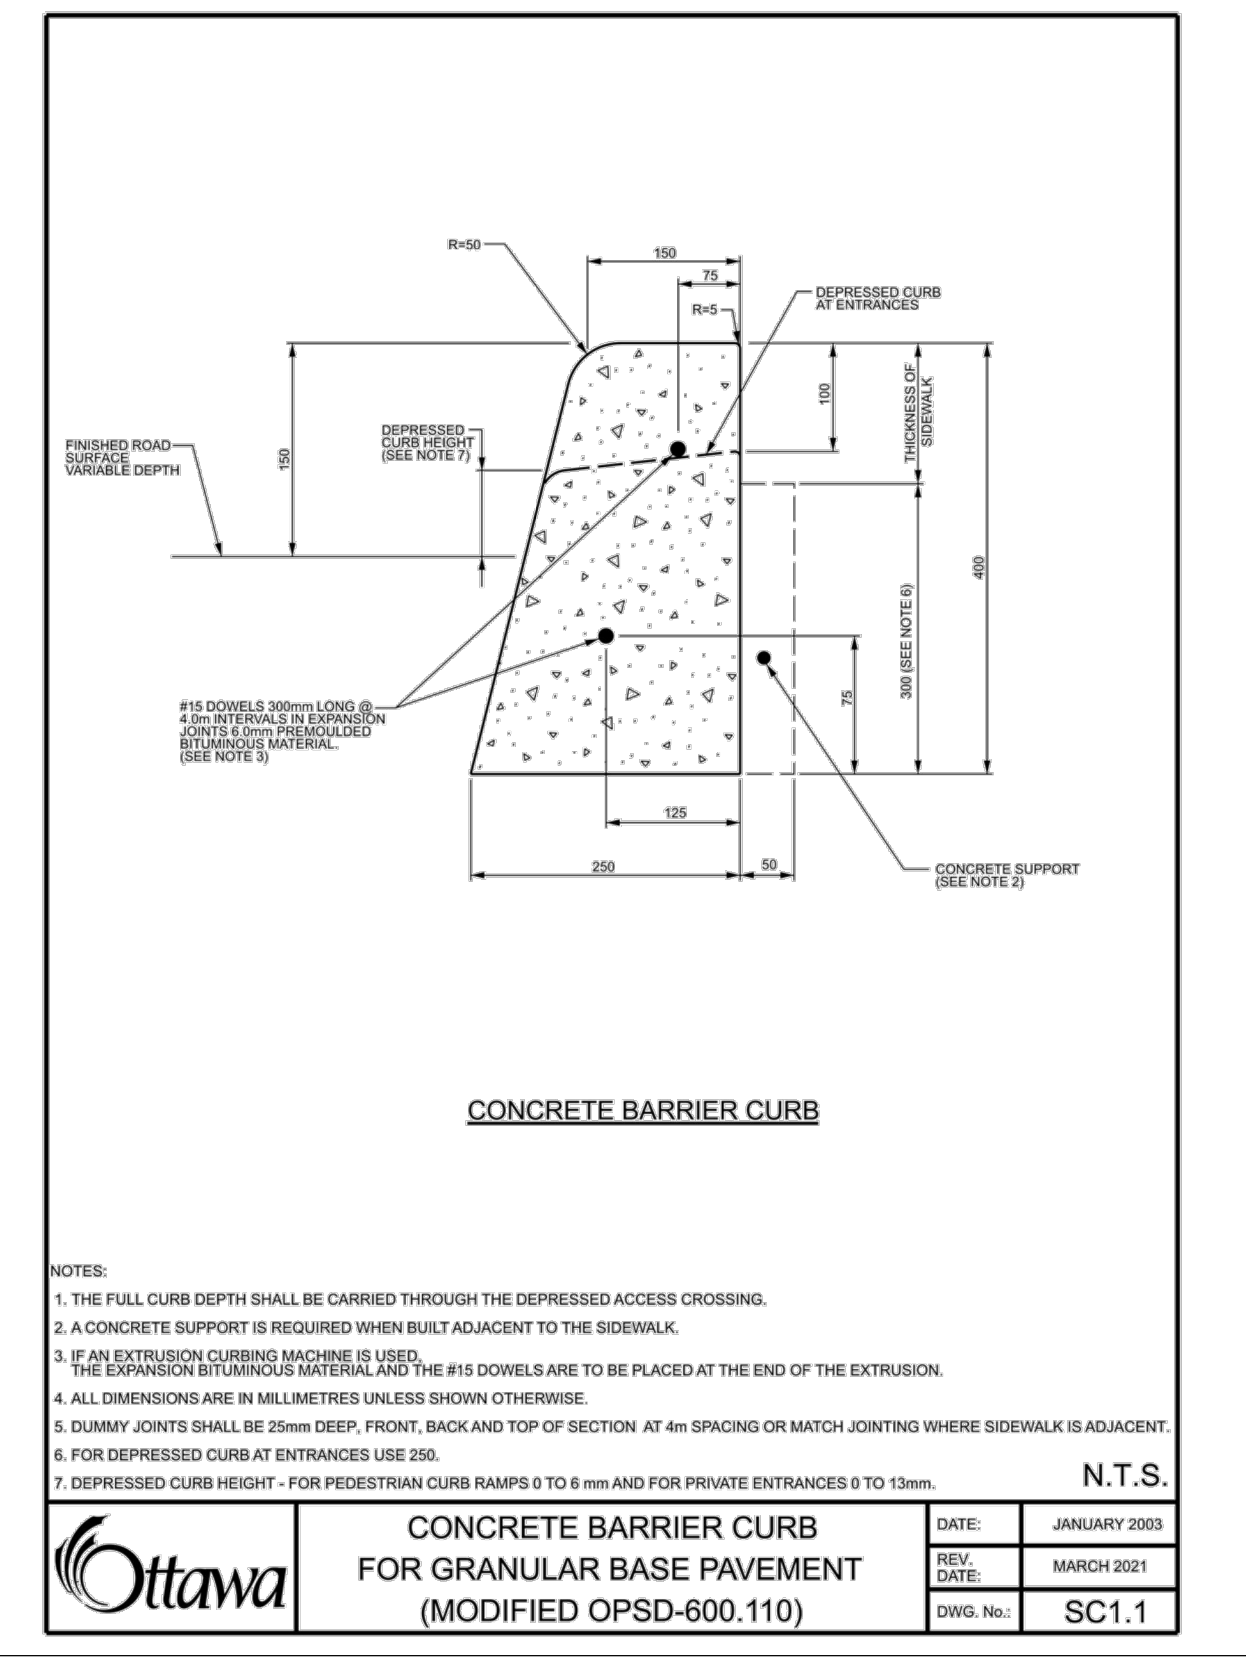 R=50
150
75
R=5
DEPRESSED CURB
AT ENTRANCES
100
THICKNESS OF
SIDEWALK
FINISHED ROAD
SURFACE
VARIABLE DEPTH
150
DEPRESSED
CURB HEIGHT
(SEE NOTE 7)
400
300 (SEE NOTE 6)
75
#15 DOWELS 300mm LONG @
4.0m INTERVALS IN EXPANSION
JOINTS 6.0mm PREMOULDED
BITUMINOUS MATERIAL.
(SEE NOTE 3)
125
250
50
CONCRETE SUPPORT
(SEE NOTE 2)
CONCRETE BARRIER CURB
NOTES:
1. THE FULL CURB DEPTH SHALL BE CARRIED THROUGH THE DEPRESSED ACCESS CROSSING.
2. A CONCRETE SUPPORT IS REQUIRED WHEN BUILT ADJACENT TO THE SIDEWALK.
3. IF AN EXTRUSION CURBING MACHINE IS USED,
THE EXPANSION BITUMINOUS MATERIAL AND THE #15 DOWELS ARE TO BE PLACED AT THE END OF THE EXTRUSION.
4. ALL DIMENSIONS ARE IN MILLIMETRES UNLESS SHOWN OTHERWISE.
5. DUMMY JOINTS SHALL BE 25mm DEEP, FRONT, BACK AND TOP OF SECTION AT 4m SPACING OR MATCH JOINTING WHERE SIDEWALK IS ADJACENT.
6. FOR DEPRESSED CURB AT ENTRANCES USE 250.
7. DEPRESSED CURB HEIGHT - FOR PEDESTRIAN CURB RAMPS 0 TO 6 mm AND FOR PRIVATE ENTRANCES 0 TO 13mm.
N.T.S.
Ottawa
CONCRETE BARRIER CURB
FOR GRANULAR BASE PAVEMENT
(MODIFIED OPSD-600.110)
DATE: JANUARY 2003
REV.
DATE: MARCH 2021
DWG. No.: SC1.1